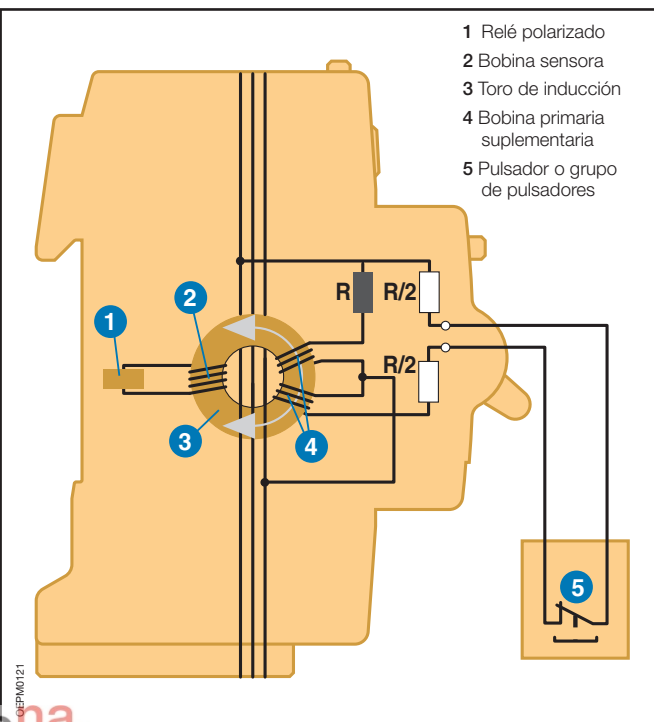 1 Relé polarizado
2 Bobina sensora
3 Toro de inducción
4 Bobina primaria
suplementaria
5 Pulsador o grupo
de pulsadores
R
R/2
R/2
1
2
3
4
5
OEPM0121
na